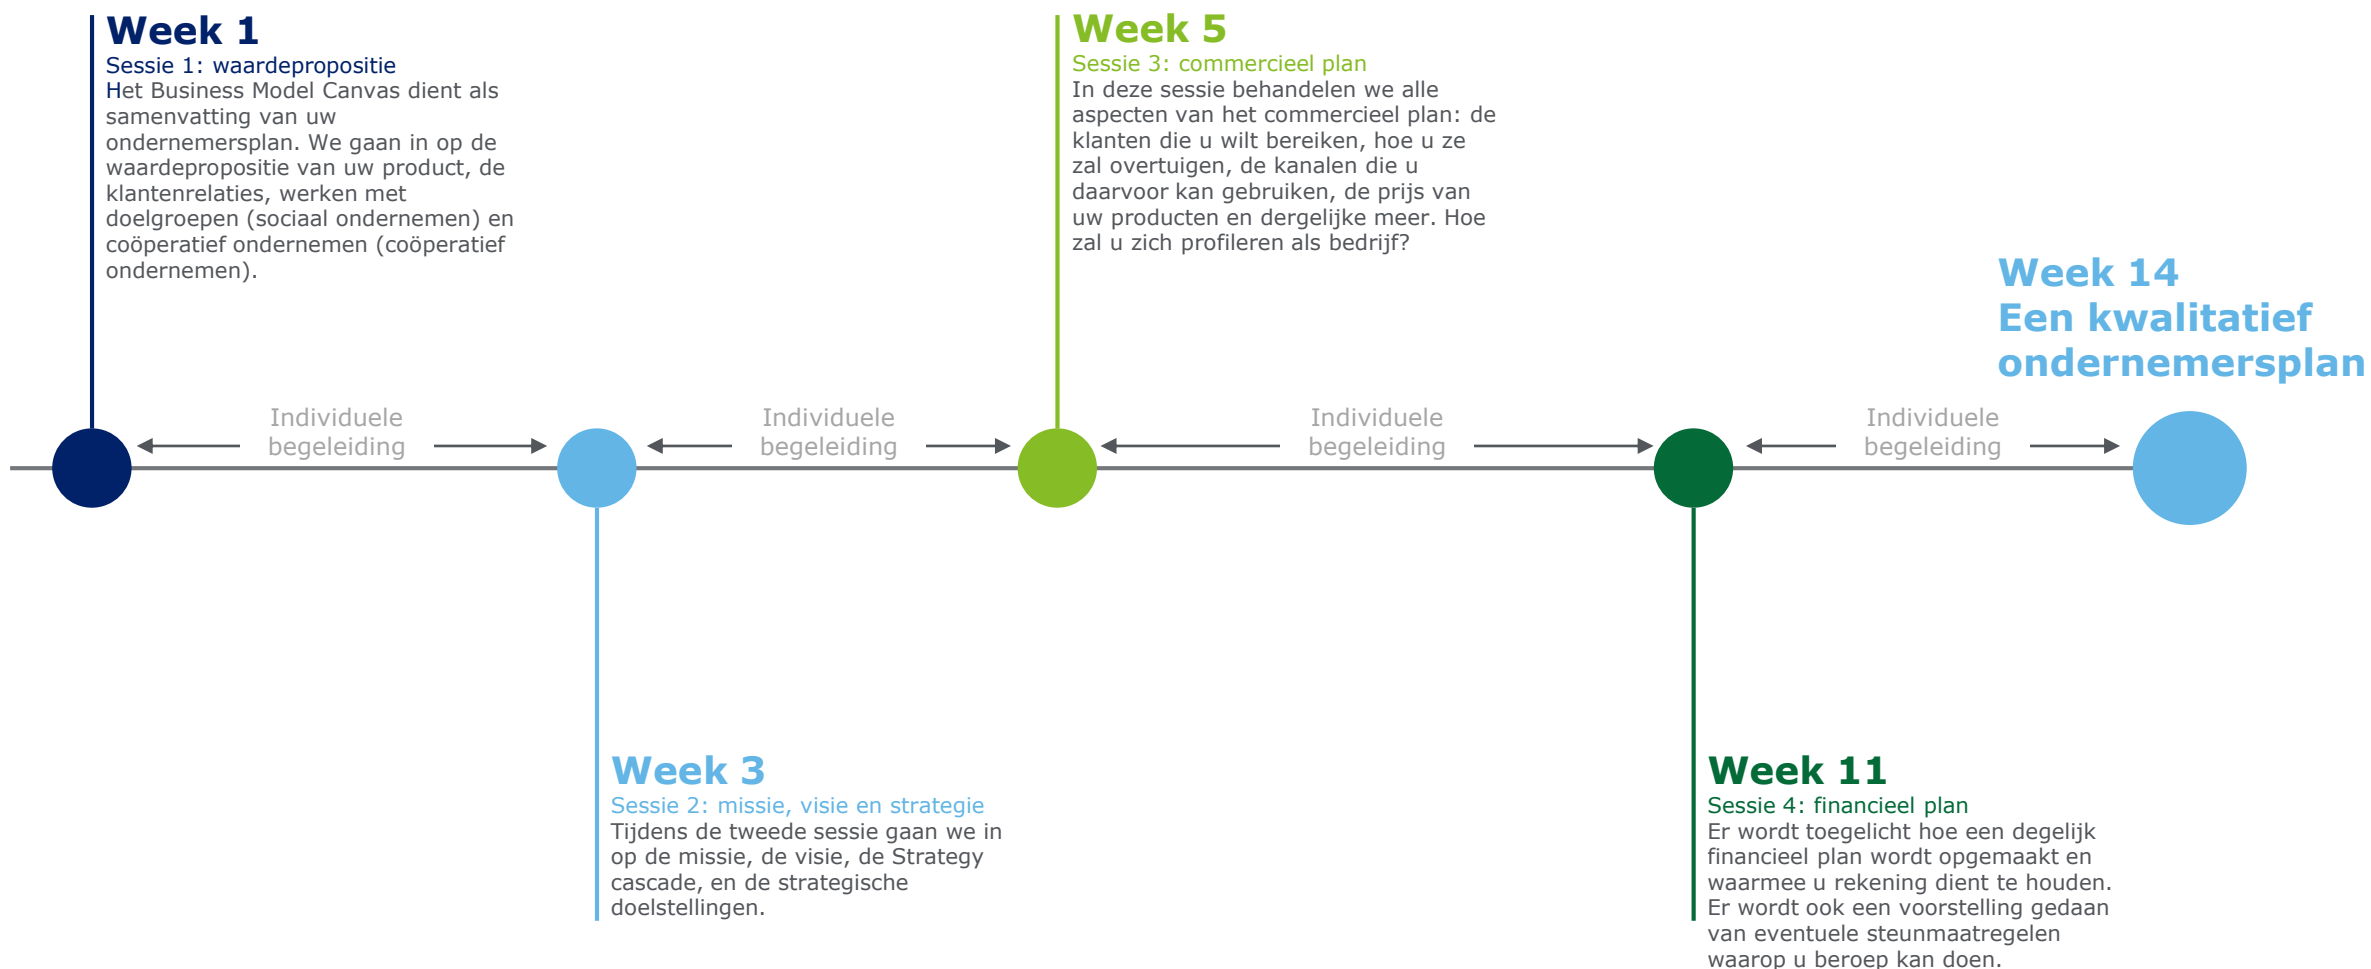 Week 1
Sessie 1: waardepropositie
Het Business Model Canvas dient als
samenvatting van uw
ondernemersplan. We gaan in op de
waardepropositie van uw product, de
klantenrelaties, werken met
doelgroepen (sociaal ondernemen) en
coöperatief ondernemen (coöperatief
ondernemen).
Week 5
Sessie 3: commercieel plan
In deze sessie behandelen we alle
aspecten van het commercieel plan: de
klanten die u wilt bereiken, hoe u ze
zal overtuigen, de kanalen die u
daarvoor kan gebruiken, de prijs van
uw producten en dergelijke meer. Hoe
zal u zich profileren als bedrijf?
Week 14
Een kwalitatief
ondernemersplan
Individuele
begeleiding
Individuele
begeleiding
Individuele
begeleiding
Individuele
begeleiding
Week 3
Sessie 2: missie, visie en strategie
Tijdens de tweede sessie gaan we in
op de missie, de visie, de Strategy
cascade, en de strategische
doelstellingen.
Week 11
Sessie 4: financieel plan
Er wordt toegelicht hoe een degelijk
financieel plan wordt opgemaakt en
waarmee u rekening dient te houden.
Er wordt ook een voorstelling gedaan
van eventuele steunmaatregelen
waarop u beroep kan doen.